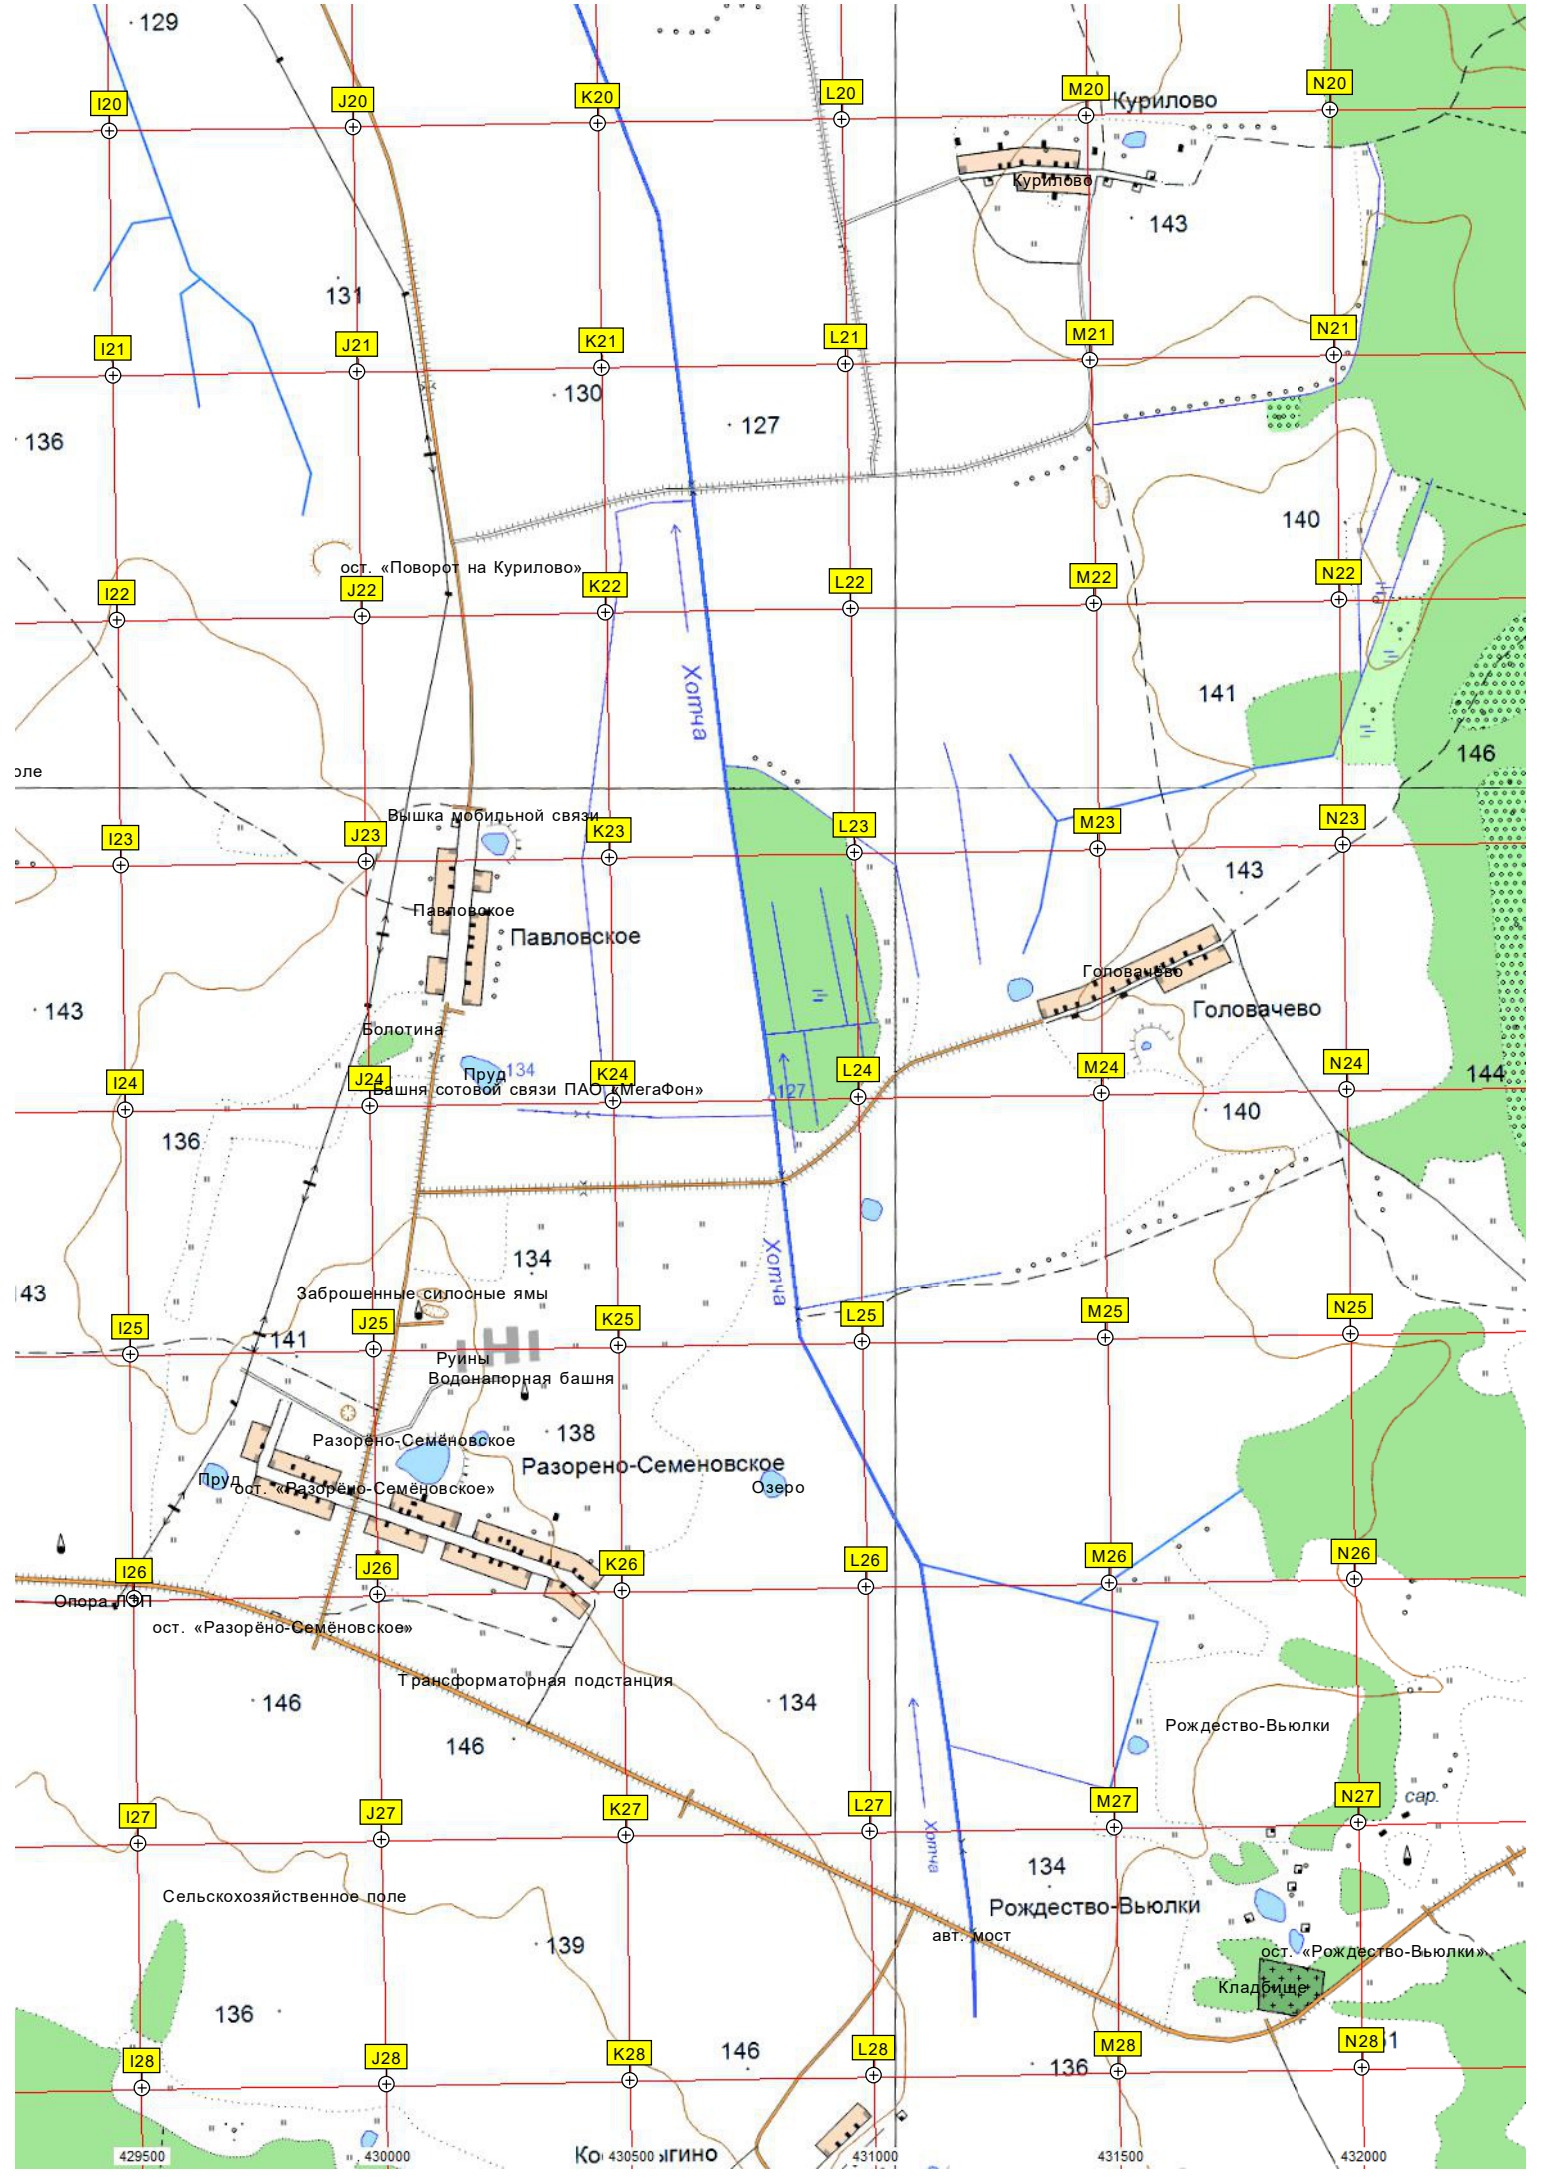 129
I20
J20
K20
L20
M20
N20
Курилово
Курилово
143
131
I21
J21
K21
L21
M21
N21
130
127
136
140
ост. «Поворот на Курилово»
I22
J22
K22
L22
M22
N22
Хотча
141
146
оле
Вышка мобильной связи
I23
J23
K23
L23
M23
N23
143
Павловское
Павловское
Головачево
Головачево
143
Болотина
Пруд
134
I24
J24
K24
L24
M24
N24
144
Башня сотовой связи ПАО «МегаФон»
127
140
136
134
Хотча
43
Заброшенные силосные ямы
I25
J25
K25
L25
M25
N25
141
Руины
Водонапорная башня
138
Разорёно-Семёновское
Разорено-Семеновское
Пруд
ост. «Разорёно-Семёновское»
Озеро
I26
J26
K26
L26
M26
N26
Опора ЛЭП
ост. «Разорёно-Семёновское»
Трансформаторная подстанция
146
134
146
Рождество-Вьюлки
сар.
I27
J27
K27
L27
M27
N27
Хотча
134
Сельскохозяйственное поле
Рождество-Вьюлки
авт. мост
139
ост. «Рождество-Вьюлки»
Кладбище
136
146
136
1
I28
J28
K28
L28
M28
N28
429500
430000
430500
431000
431500
432000